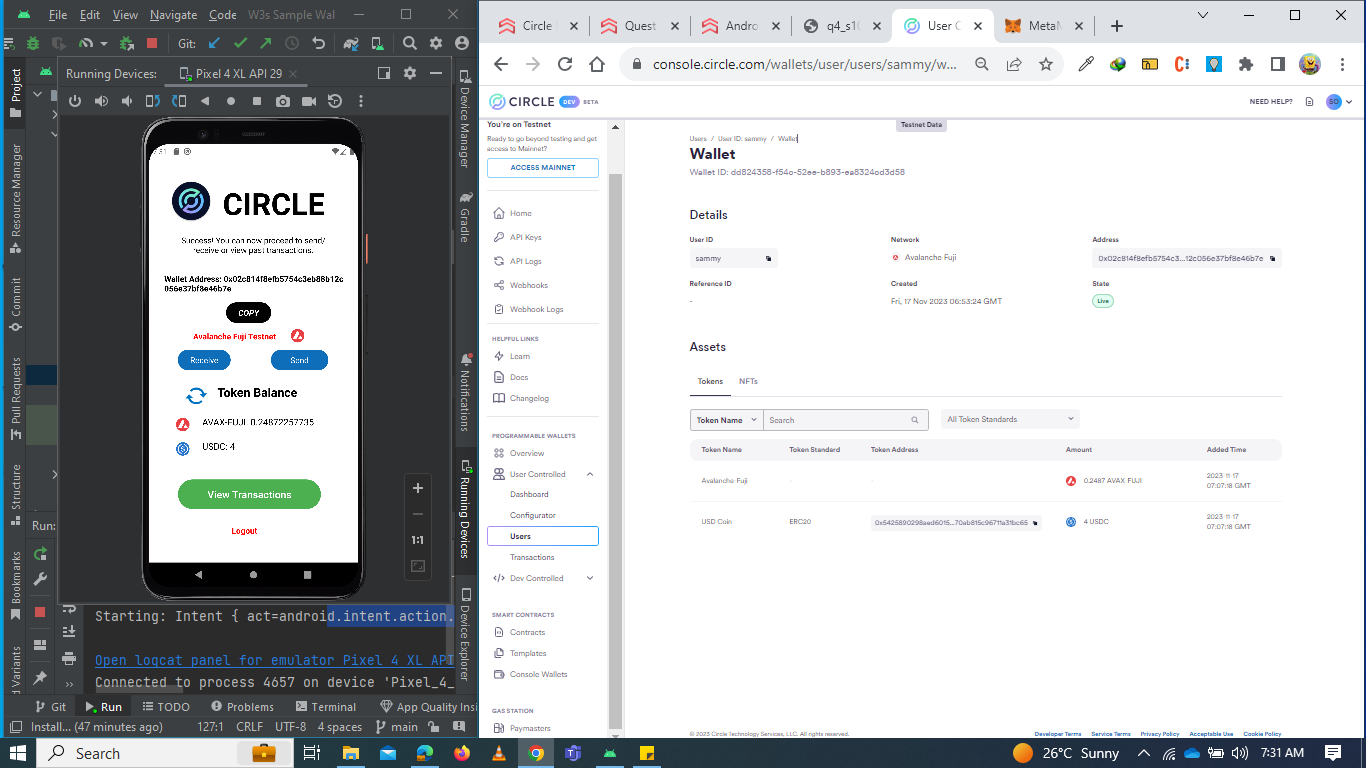 File Edit View Navigate Code W3s Sample Wal
Git:
Running Devices: Pixel 4 XL API 29
Project
Resource Manager
Commit
Pull Requests
Structure
Bookmarks
d Variants
CIRCLE
Success! You can now proceed to send/
receive or view past transactions.
Wallet Address: 0x02c814f8efb5754c3eb88b12c
056e37bf8e46b7e
COPY
Avalanche Fuji Testnet
Receive Send
Token Balance
AVAX-FUJI: 0.24872257735
USDC: 4
View Transactions
Logout
1:1
Device Manager
Gradle
Notifications
Running Devices
Device Explorer
Run:
Starting: Intent { act=android.intent.action.
Open logcat panel for emulator Pixel 4 XL API
Connected to process 4657 on device 'Pixel_4_
Git Run TODO Problems Terminal App Quality Insi
Install... (47 minutes ago) 127:1 CRLF UTF-8 4 spaces main
Circle Quest Andro q4_s1 User C MetaM
console.circle.com/wallets/user/users/sammy/w...
CIRCLE DEV BETA
NEED HELP? SO
You're on Testnet
Ready to go beyond testing and get
access to Mainnet?
ACCESS MAINNET
Home
API Keys
API Logs
Webhooks
Webhook Logs
HELPFUL LINKS
Learn
Docs
Changelog
PROGRAMMABLE WALLETS
Overview
User Controlled
Dashboard
Configurator
Users
Transactions
Dev Controlled
SMART CONTRACTS
Contracts
Templates
Console Wallets
GAS STATION
Paymasters
Testnet Data
Users / User ID: sammy / Wallet
Wallet
Wallet ID: dd824358-f54c-52ee-b893-ea8324cd3d58
Details
User ID Network Address
sammy Avalanche Fuji 0x02c814f8efb5754c3...12c056e37bf8e46b7e
Reference ID Created State
- Fri, 17 Nov 2023 06:53:24 GMT Live
Assets
Tokens NFTs
Token Name Search All Token Standards
Token Name Token Standard Token Address Amount Added Time
Avalanche Fuji - - 0.2487 AVAX-FUJI 2023-11-17
07:07:18 GMT
USD Coin ERC20 0x5425890298aed6015...70ab815c96711a31bc65 4 USDC 2023-11-17
07:07:18 GMT
© 2023 Circle Technology Services, LLC. All rights reserved. Developer Terms Service Terms Privacy Policy Acceptable Use Cookie Policy
Search 26°C Sunny 7:31 AM